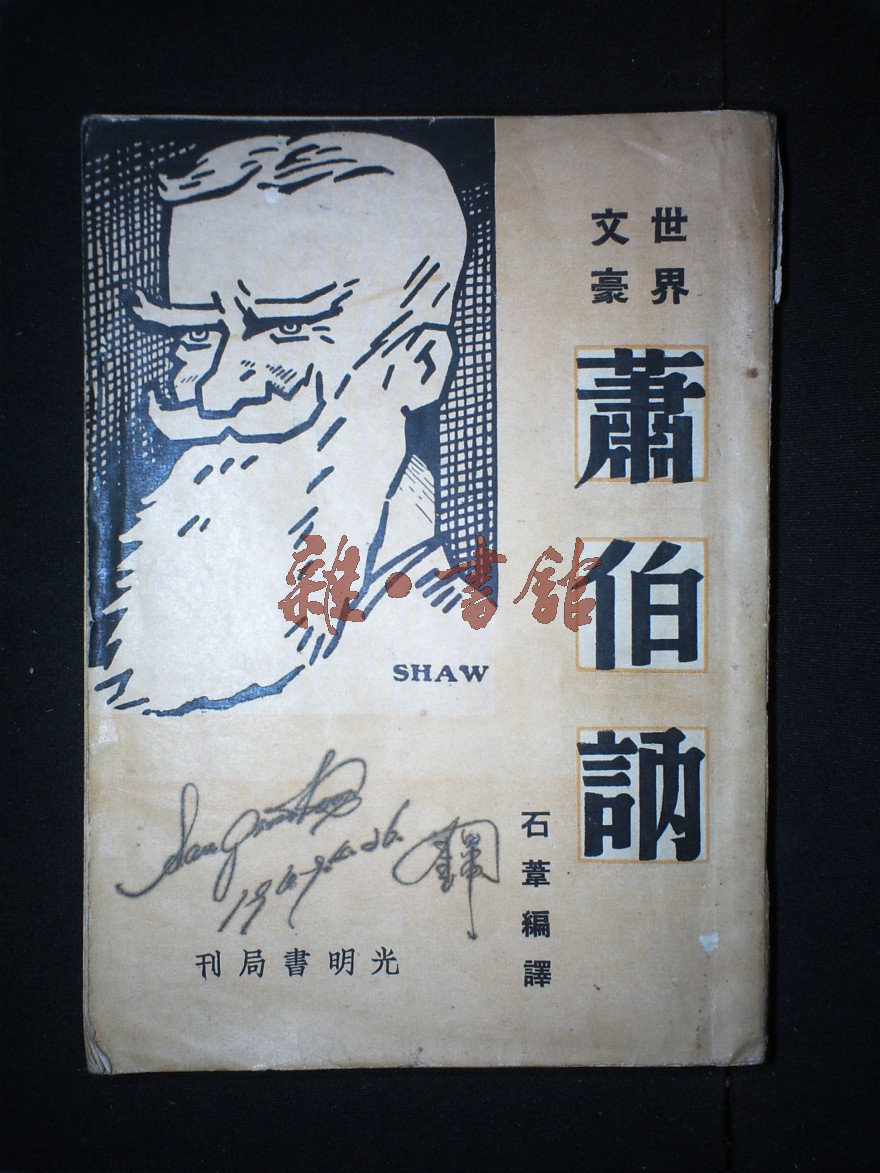 世界
文豪
蕭伯訥
石葦編譯
SHAW
光明書局刊
雜·書館